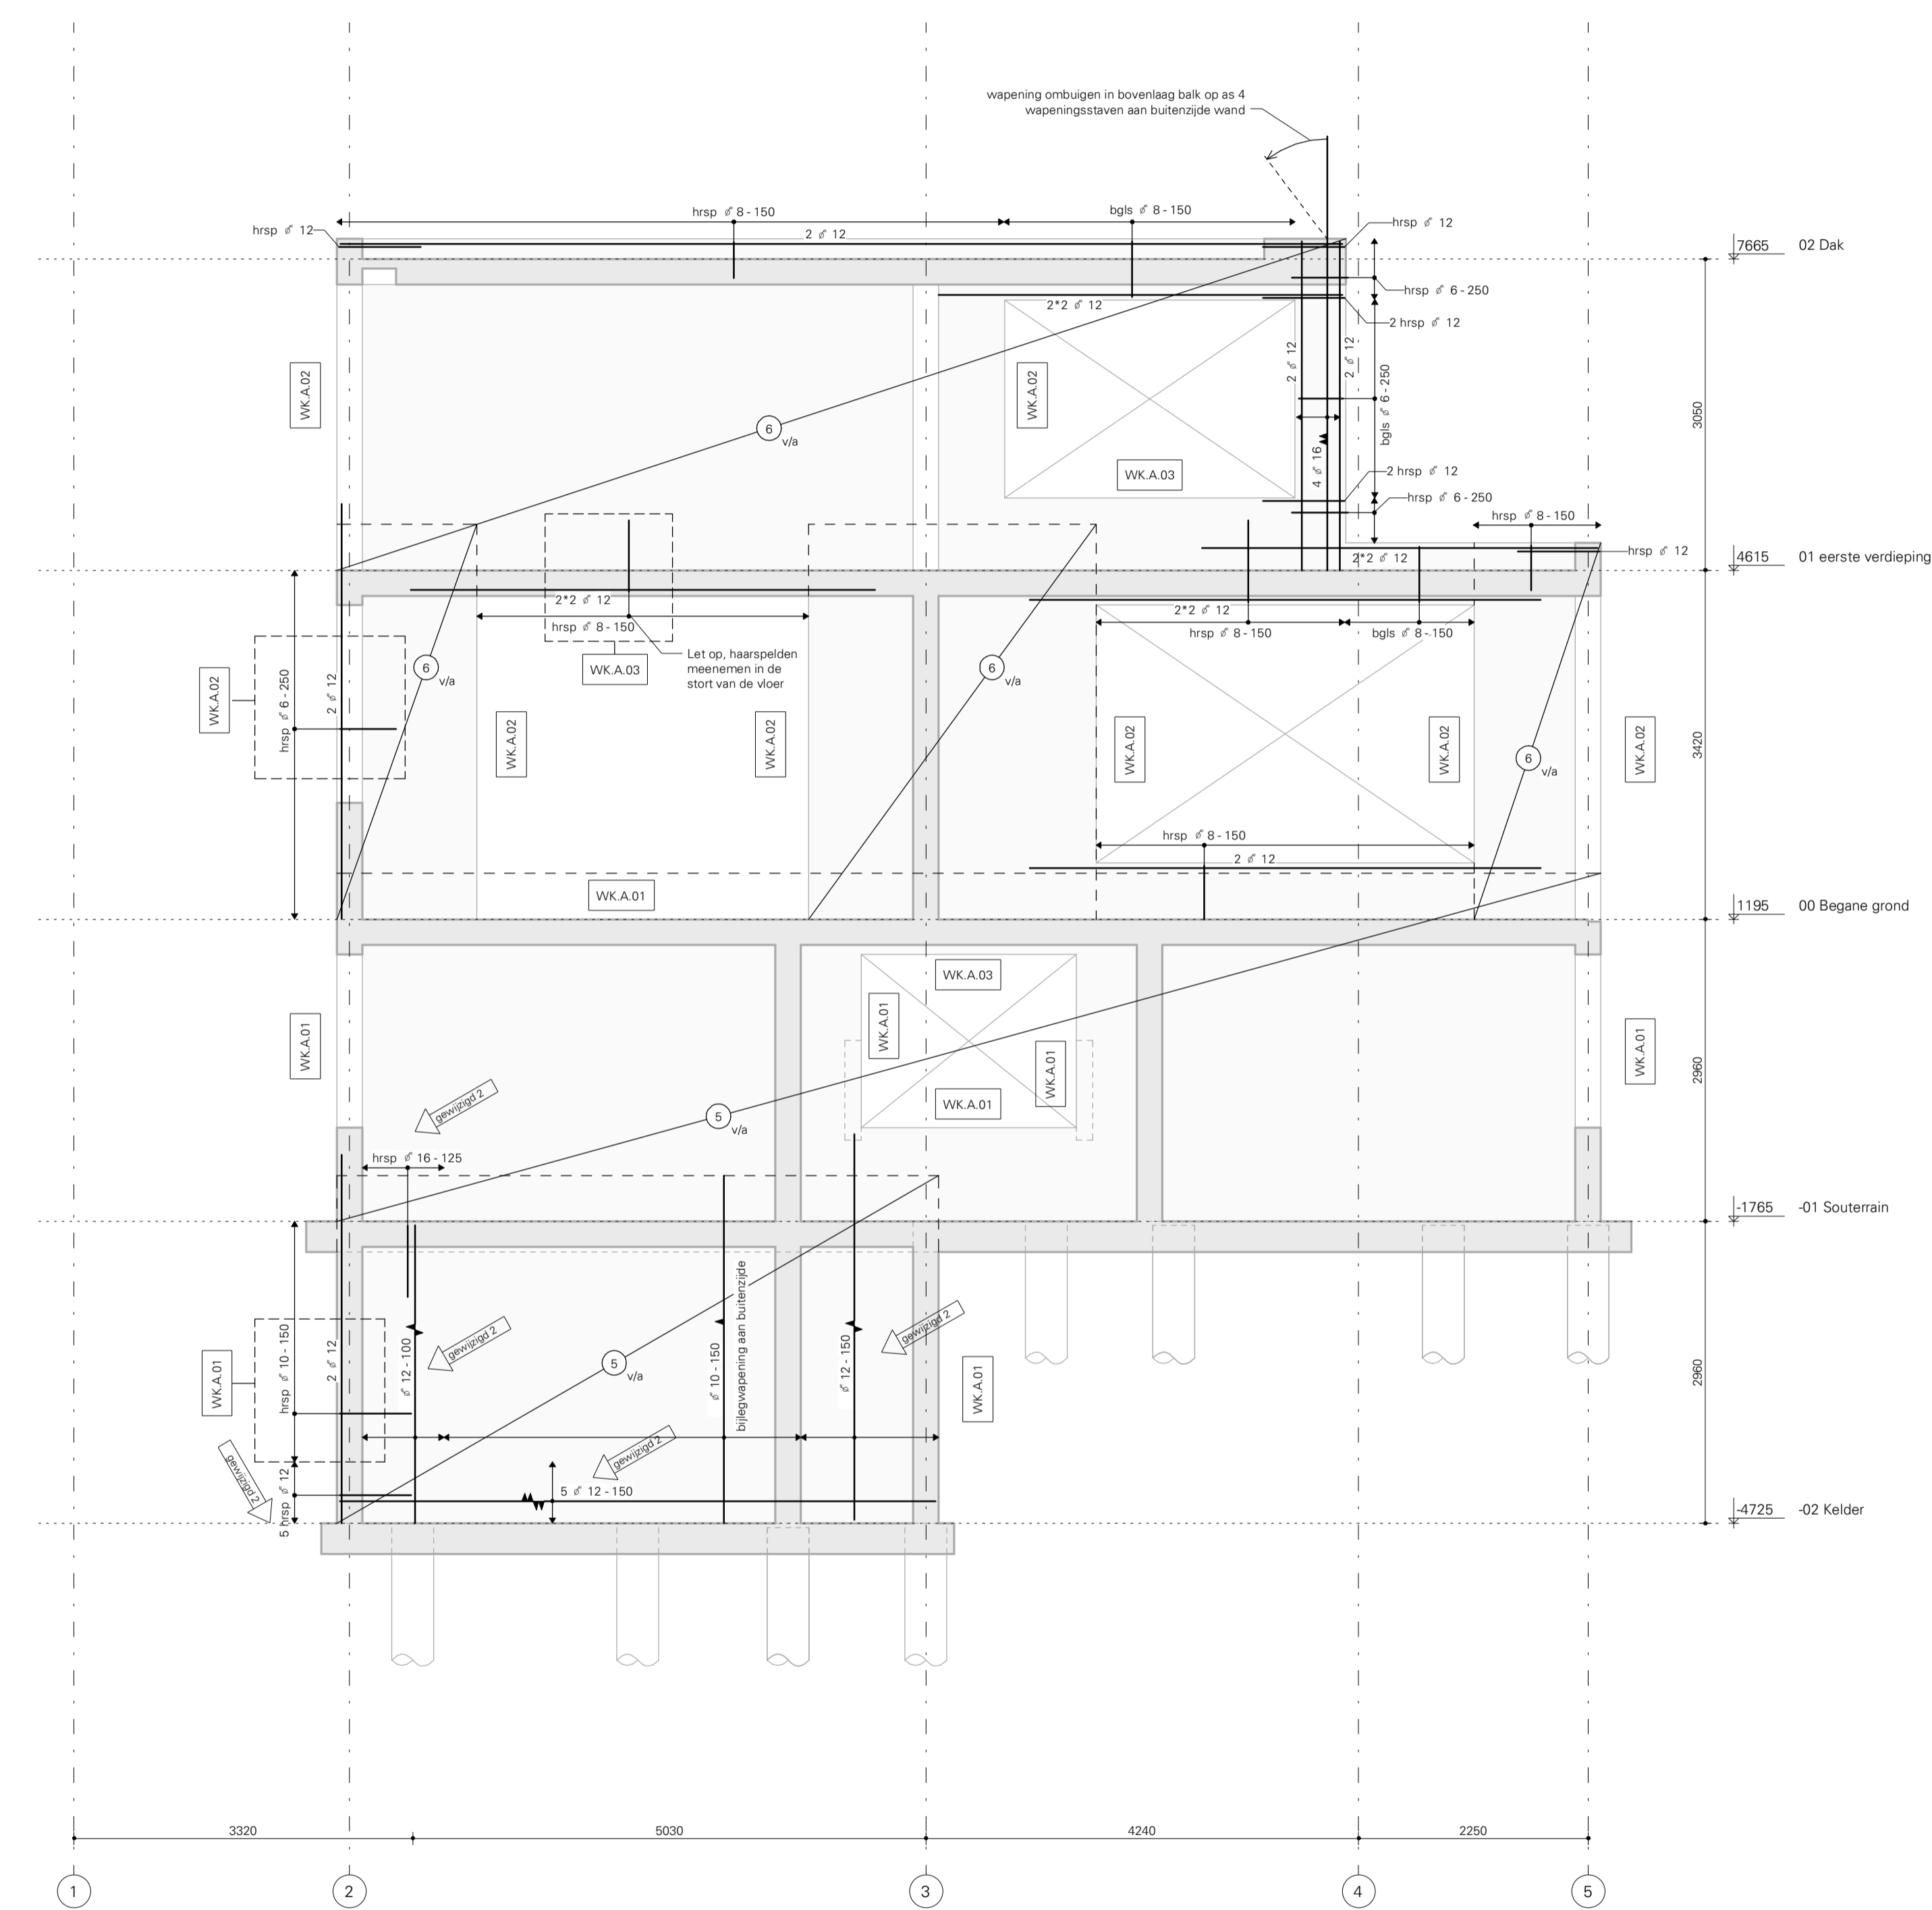 wapening ombuigen in bovenlaag balk op as 4
wapeningsstaven aan buitenzijde wand
hrsp ⌀ 8 - 150
bgls ⌀ 8 - 150
hrsp ⌀ 12
2 ⌀ 12
hrsp ⌀ 12
7665 02 Dak
hrsp ⌀ 6 - 250
2*2 ⌀ 12
2 hrsp ⌀ 12
2 ⌀ 12
2 ⌀ 12
bgls ⌀ 6 - 250
WK.A.02
WK.A.02
3050
6
v/a
4 ⌀ 16
WK.A.03
2 hrsp ⌀ 12
hrsp ⌀ 6 - 250
hrsp ⌀ 8 - 150
2*2 ⌀ 12
hrsp ⌀ 12
4615 01 eerste verdieping
2*2 ⌀ 12
2*2 ⌀ 12
hrsp ⌀ 8 - 150
hrsp ⌀ 8 - 150
bgls ⌀ 8 - 150
WK.A.03
Let op, haarspelden
meenemen in de
stort van de vloer
WK.A.02
hrsp ⌀ 6 - 250
2 ⌀ 12
6
v/a
6
v/a
WK.A.02
WK.A.02
WK.A.02
WK.A.02
6
v/a
WK.A.02
3420
hrsp ⌀ 8 - 150
2 ⌀ 12
WK.A.01
1195 00 Begane grond
WK.A.03
WK.A.01
WK.A.01
WK.A.01
WK.A.01
WK.A.01
2960
gewijzigd 2
5
v/a
hrsp ⌀ 16 - 125
-1765 -01 Souterrain
WK.A.01
hrsp ⌀ 10 - 150
2 ⌀ 12
⌀ 12 - 100
gewijzigd 2
5
v/a
⌀ 10 - 150
bijlegwapening aan buitenzijde
⌀ 12 - 150
gewijzigd 2
WK.A.01
2960
gewijzigd 2
5 hrsp ⌀ 12
gewijzigd 2
5 ⌀ 12 - 150
-4725 -02 Kelder
3320
5030
4240
2250
1
2
3
4
5